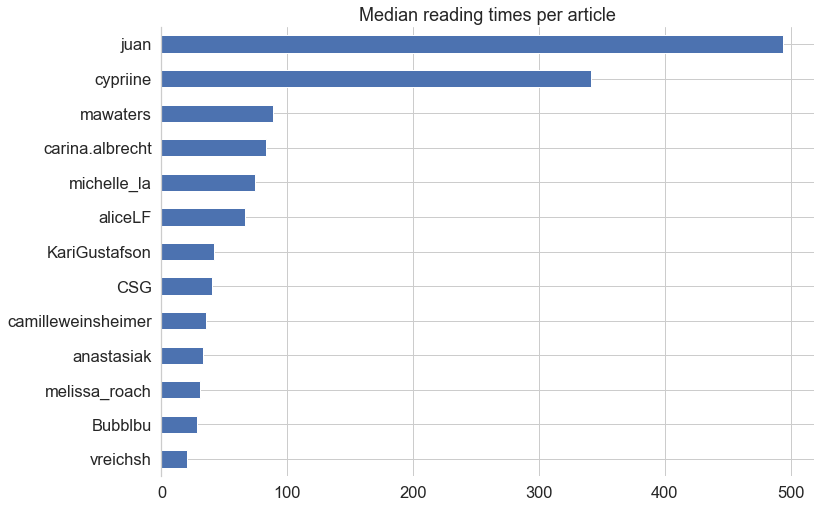 Median reading times per article
juan
cypriine
mawaters
carina.albrecht
michelle_la
aliceLF
KariGustafson
CSG
camilleweinsheimer
anastasiak
melissa_roach
Bubblbu
vreichsh
0 100 200 300 400 500